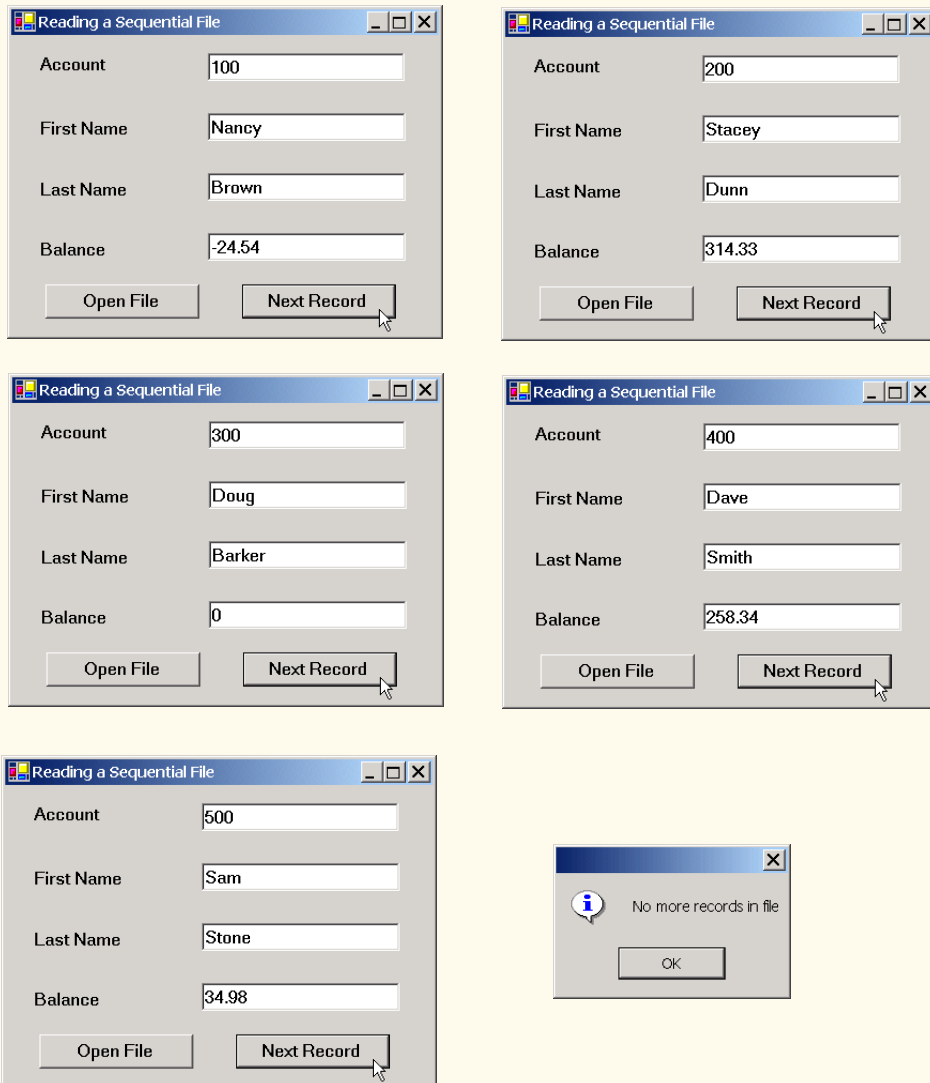 Reading a Sequential File
Account 100
First Name Nancy
Last Name Brown
Balance -24.54
Open File Next Record
Reading a Sequential File
Account 200
First Name Stacey
Last Name Dunn
Balance 314.33
Open File Next Record
Reading a Sequential File
Account 300
First Name Doug
Last Name Barker
Balance 0
Open File Next Record
Reading a Sequential File
Account 400
First Name Dave
Last Name Smith
Balance 258.34
Open File Next Record
Reading a Sequential File
Account 500
First Name Sam
Last Name Stone
Balance 34.98
Open File Next Record
No more records in file
OK